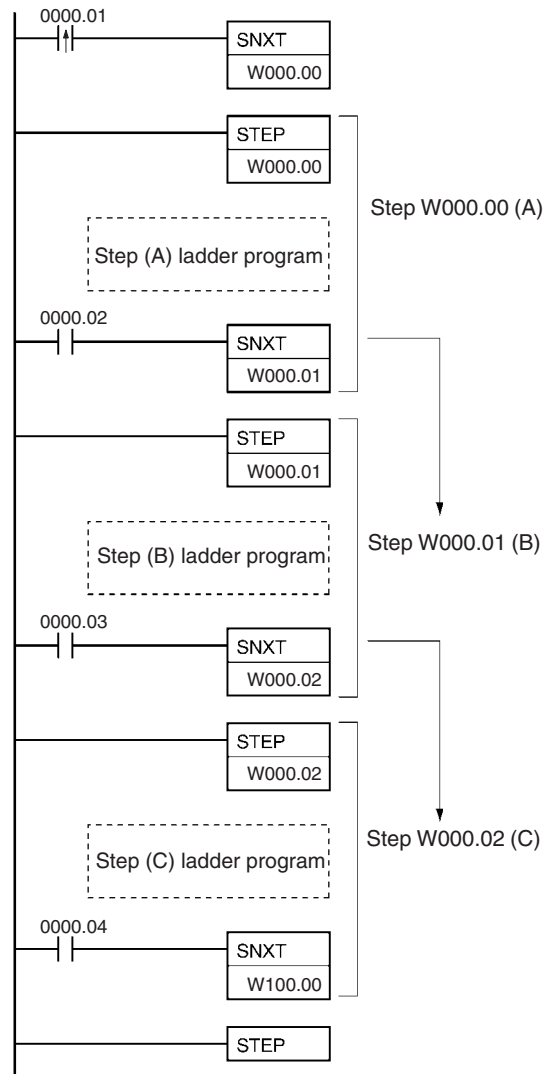 0000.01
SNXT
W000.00
STEP
W000.00
Step W000.00 (A)
Step (A) ladder program
0000.02
SNXT
W000.01
STEP
W000.01
Step W000.01 (B)
Step (B) ladder program
0000.03
SNXT
W000.02
STEP
W000.02
Step W000.02 (C)
Step (C) ladder program
0000.04
SNXT
W100.00
STEP